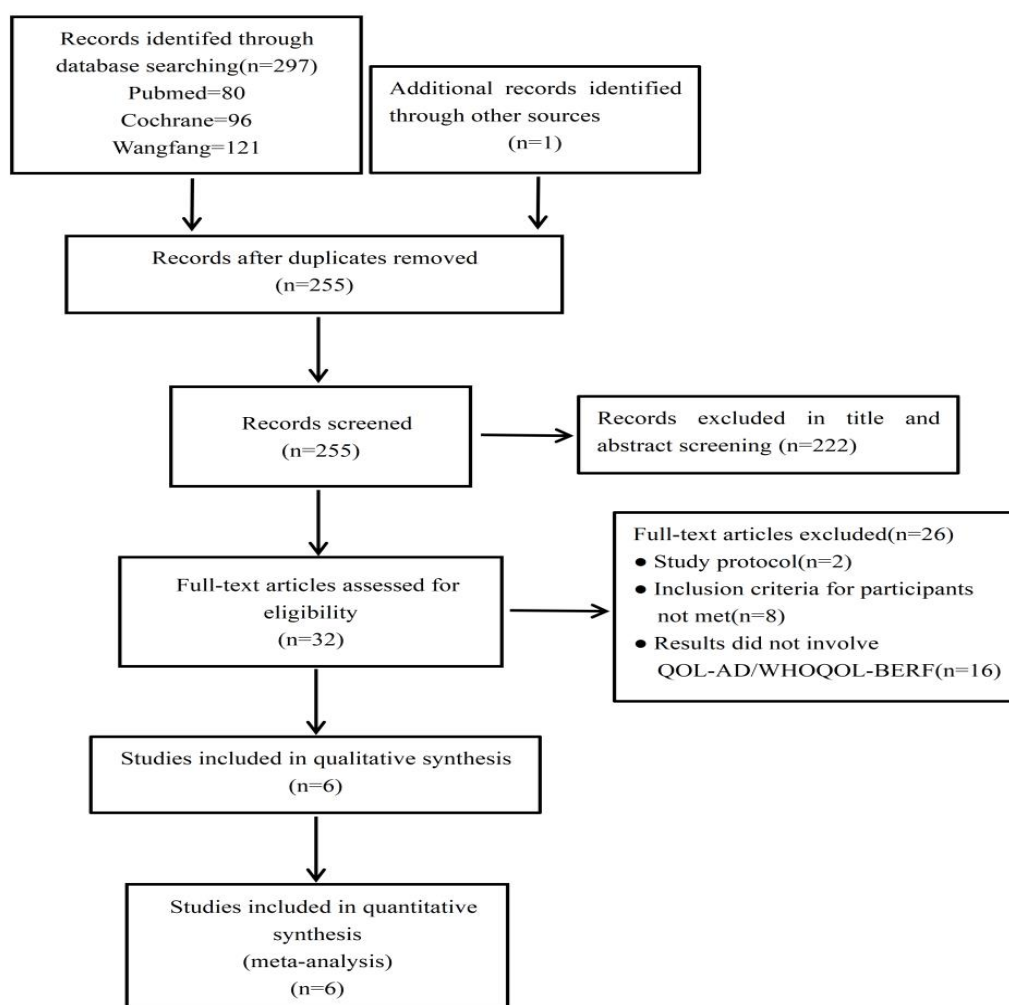 Records identifed through
database searching(n=297)
Pubmed=80
Cochrane=96
Wangfang=121
Additional records identified
through other sources
(n=1)
Records after duplicates removed
(n=255)
Records screened
(n=255)
Records excluded in title and
abstract screening (n=222)
Full-text articles assessed for
eligibility
(n=32)
Full-text articles excluded(n=26)
● Study protocol(n=2)
● Inclusion criteria for participants
not met(n=8)
● Results did not involve
QOL-AD/WHOQOL-BERF(n=16)
Studies included in qualitative synthesis
(n=6)
Studies included in quantitative
synthesis
(meta-analysis)
(n=6)